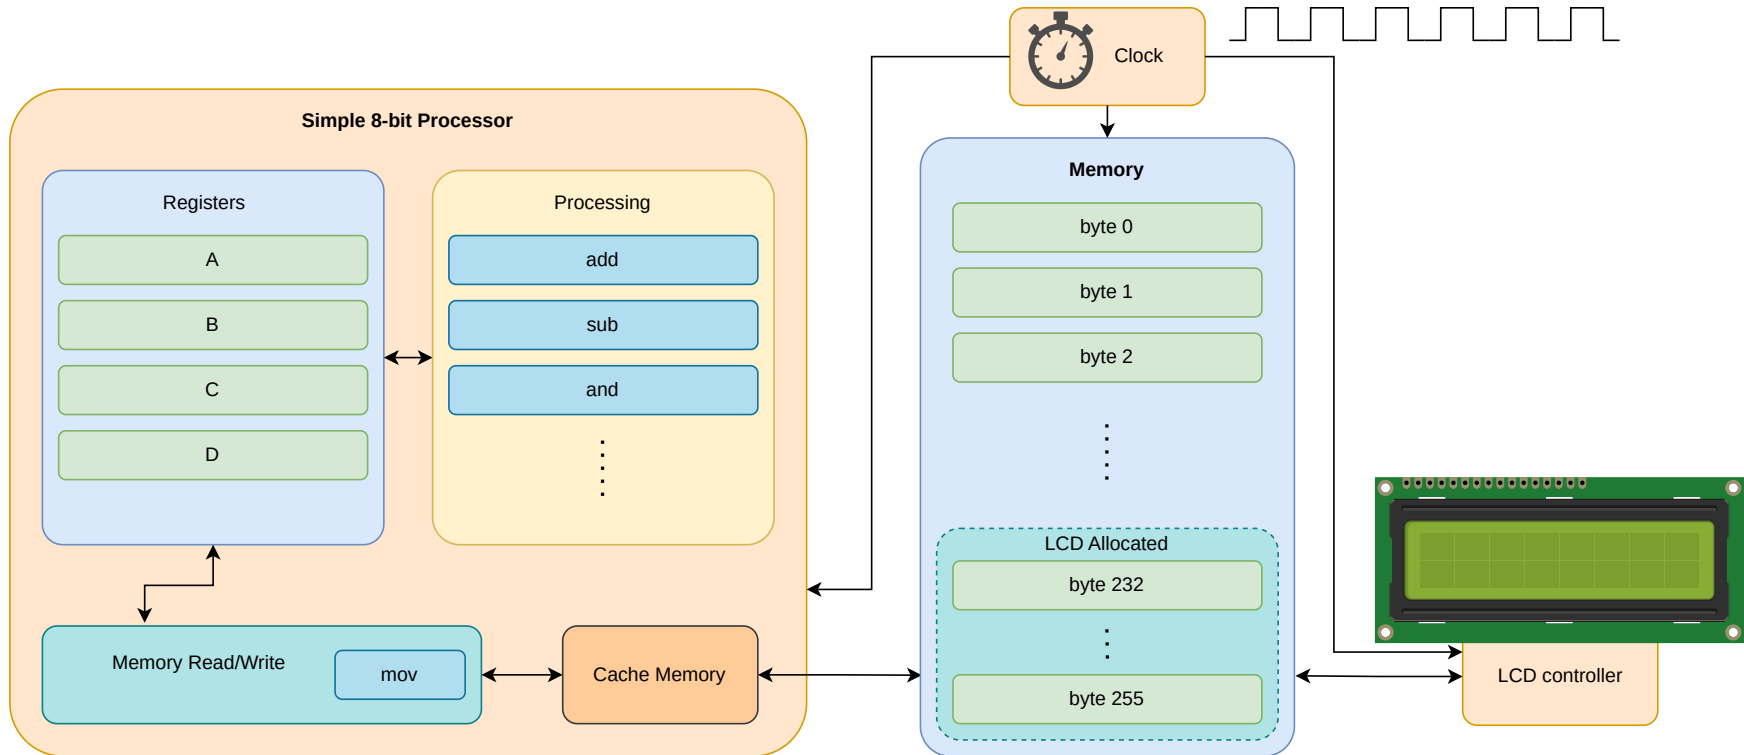 Clock
Simple 8-bit Processor
Registers
A
B
C
D
Processing
add
sub
and
Memory Read/Write
mov
Cache Memory
Memory
byte 0
byte 1
byte 2
LCD Allocated
byte 232
byte 255
LCD controller